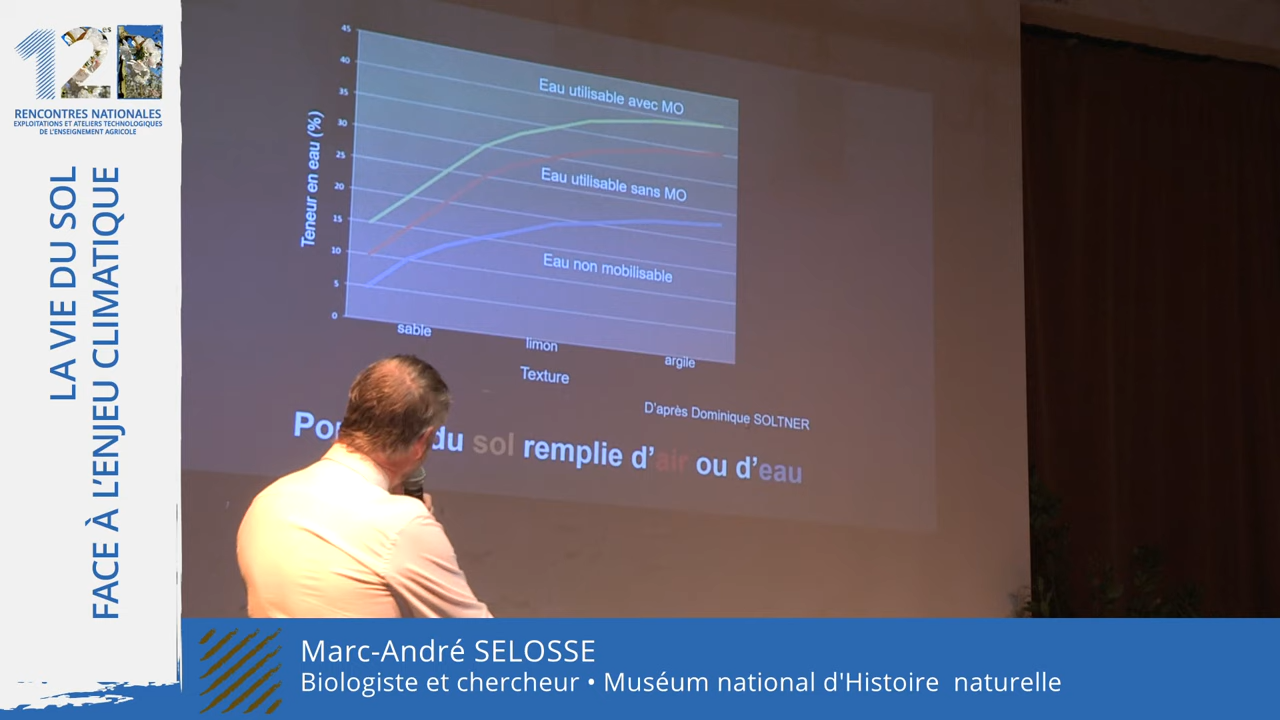 12es
RENCONTRES NATIONALES
EXPLOITATIONS ET ATELIERS TECHNOLOGIQUES
DE L'ENSEIGNEMENT AGRICOLE
LA VIE DU SOL
FACE À L'ENJEU CLIMATIQUE
Teneur en eau (%)
45
40
35
30
25
20
15
10
5
0
Eau utilisable avec MO
Eau utilisable sans MO
Eau non mobilisable
sable
limon
argile
Texture
D'après Dominique SOLTNER
du sol remplie d'air ou d'eau
Marc-André SELOSSE
Biologiste et chercheur • Muséum national d'Histoire naturelle